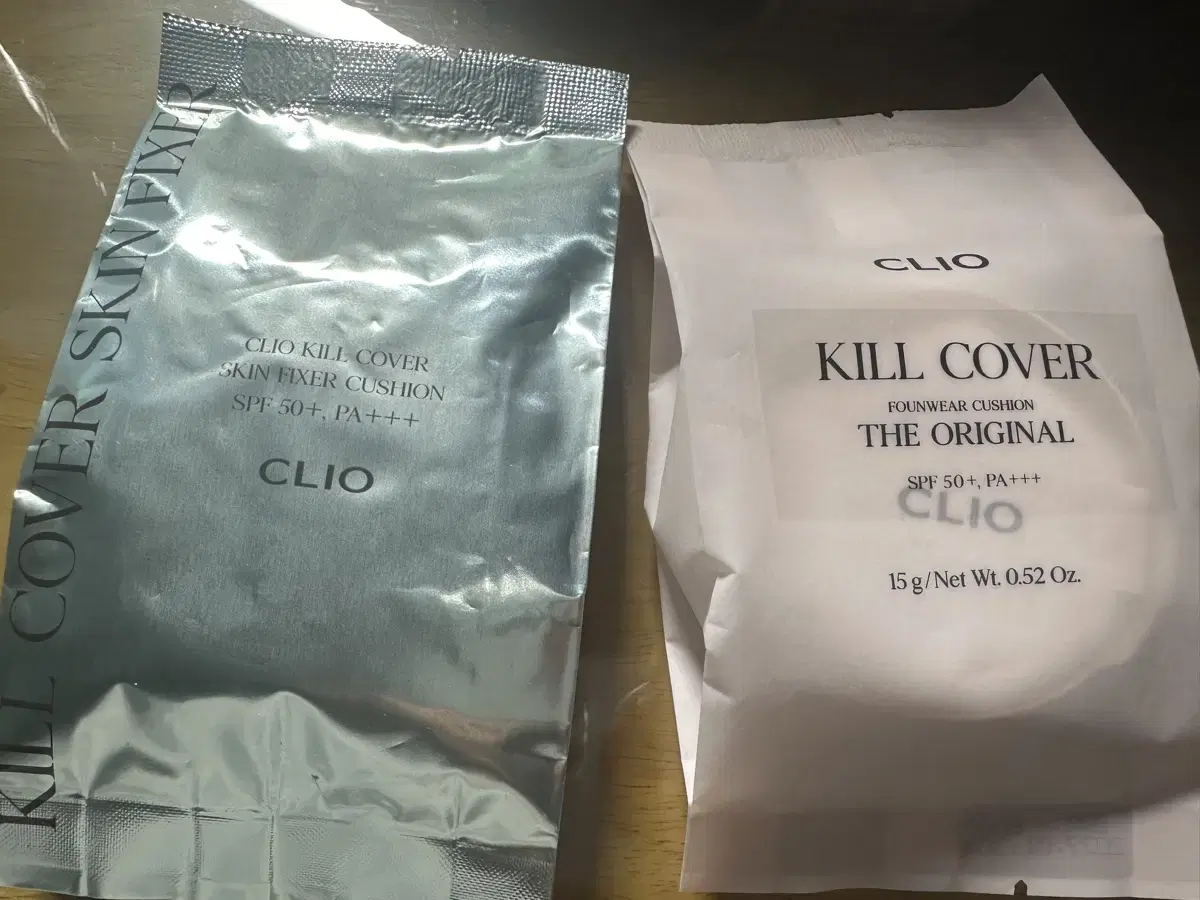 KILL COVER SKIN FIXER
CLIO KILL COVER
SKIN FIXER CUSHION
SPF 50+, PA+++
CLIO
CLIO
KILL COVER
FOUNWEAR CUSHION
THE ORIGINAL
SPF 50+, PA+++
CLIO
15 g/Net Wt. 0.52 Oz.